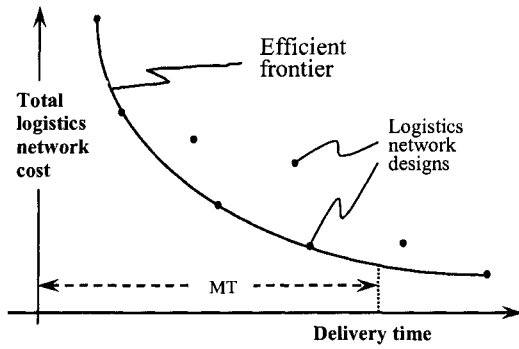 Efficient
frontier
Total
logistics
network
cost
Logistics
network
designs
MT
Delivery time